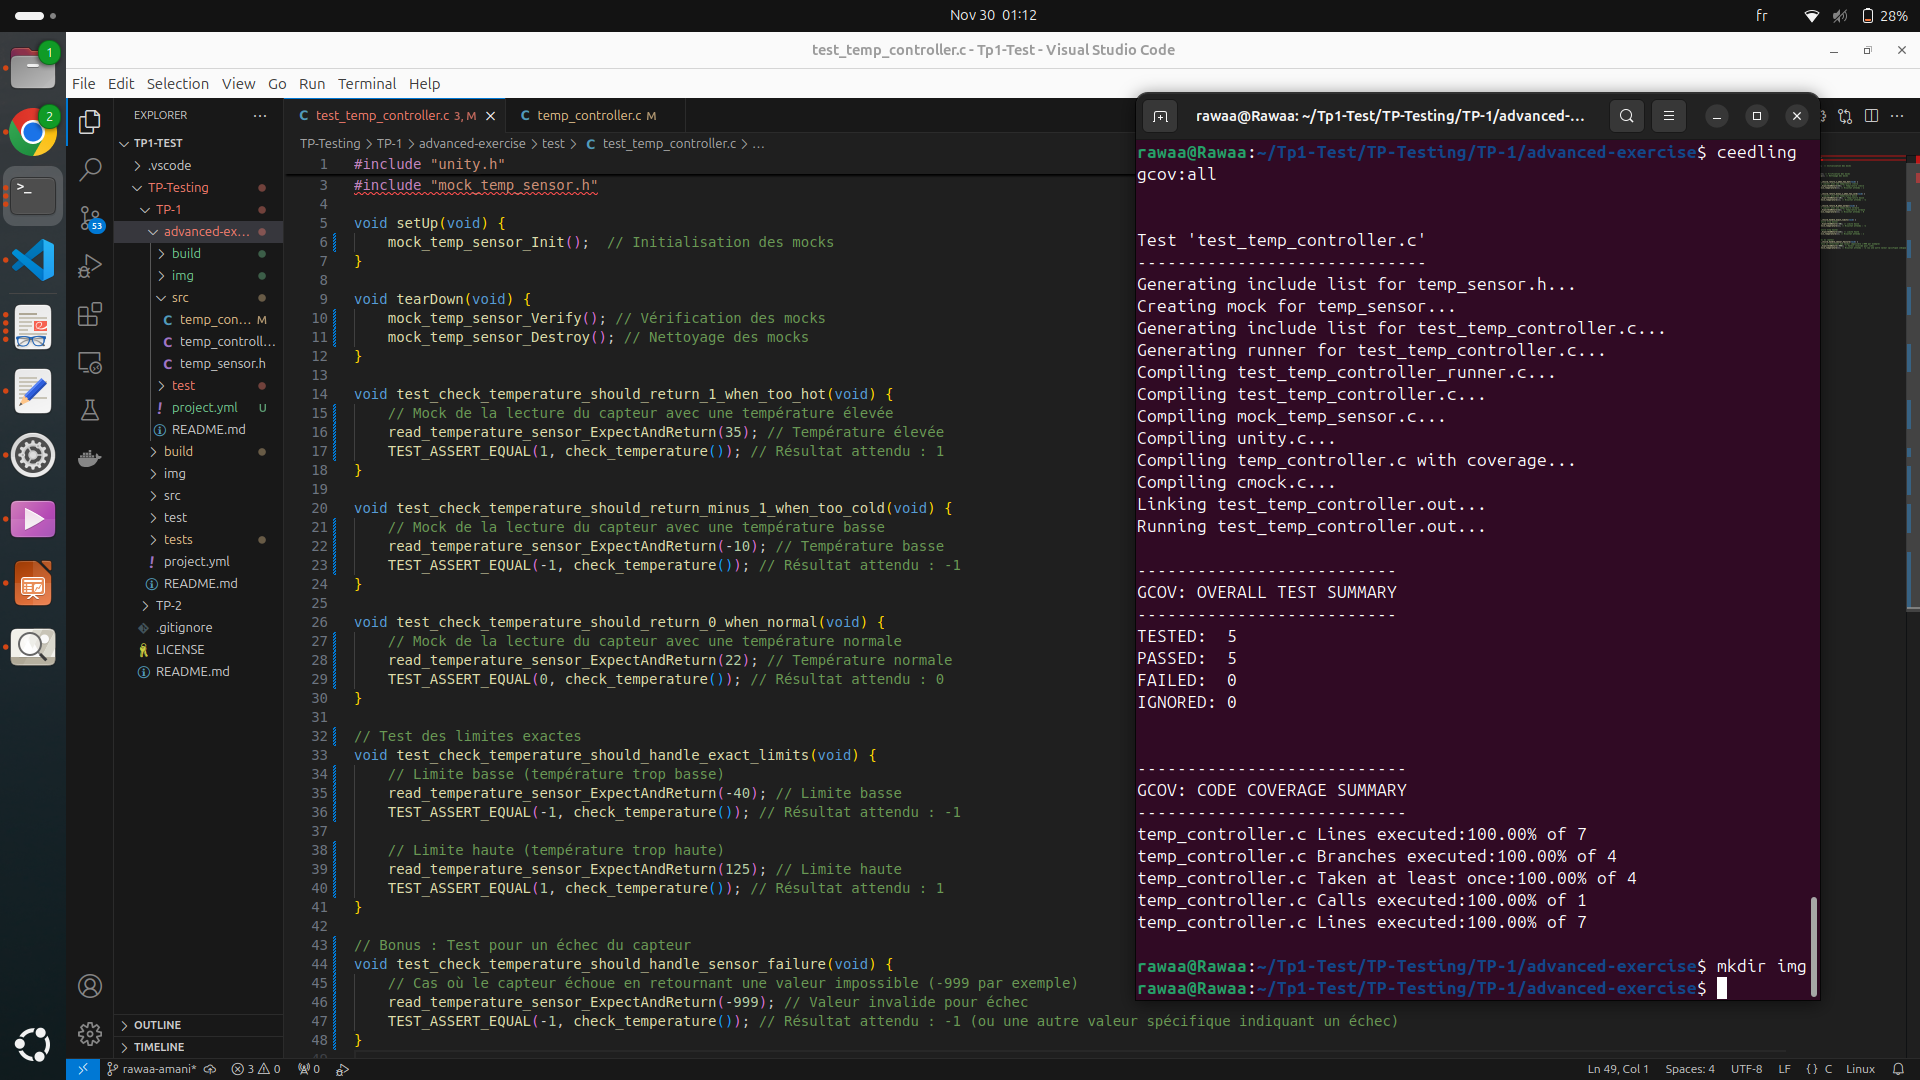 Nov 30 01:12
fr
28%
test_temp_controller.c - Tp1-Test - Visual Studio Code
File Edit Selection View Go Run Terminal Help
1
2
EXPLORER
TP1-TEST
.vscode
TP-Testing
TP-1
advanced-ex...
build
img
src
temp_con... M
temp_controll...
temp_sensor.h
test
project.yml U
README.md
build
img
src
test
tests
project.yml
README.md
TP-2
.gitignore
LICENSE
README.md
OUTLINE
TIMELINE
53
test_temp_controller.c 3, M
temp_controller.c M
TP-Testing > TP-1 > advanced-exercise > test > C test_temp_controller.c > ...
1 #include "unity.h"
3 #include "mock_temp_sensor.h"
4
5 void setUp(void) {
6 mock_temp_sensor_Init();  // Initialisation des mocks
7 }
8
9 void tearDown(void) {
10 mock_temp_sensor_Verify(); // Vérification des mocks
11 mock_temp_sensor_Destroy(); // Nettoyage des mocks
12 }
13
14 void test_check_temperature_should_return_1_when_too_hot(void) {
15 // Mock de la lecture du capteur avec une température élevée
16 read_temperature_sensor_ExpectAndReturn(35); // Température élevée
17 TEST_ASSERT_EQUAL(1, check_temperature()); // Résultat attendu : 1
18 }
19
20 void test_check_temperature_should_return_minus_1_when_too_cold(void) {
21 // Mock de la lecture du capteur avec une température basse
22 read_temperature_sensor_ExpectAndReturn(-10); // Température basse
23 TEST_ASSERT_EQUAL(-1, check_temperature()); // Résultat attendu : -1
24 }
25
26 void test_check_temperature_should_return_0_when_normal(void) {
27 // Mock de la lecture du capteur avec une température normale
28 read_temperature_sensor_ExpectAndReturn(22); // Température normale
29 TEST_ASSERT_EQUAL(0, check_temperature()); // Résultat attendu : 0
30 }
31
32 // Test des limites exactes
33 void test_check_temperature_should_handle_exact_limits(void) {
34 // Limite basse (température trop basse)
35 read_temperature_sensor_ExpectAndReturn(-40); // Limite basse
36 TEST_ASSERT_EQUAL(-1, check_temperature()); // Résultat attendu : -1
37
38 // Limite haute (température trop haute)
39 read_temperature_sensor_ExpectAndReturn(125); // Limite haute
40 TEST_ASSERT_EQUAL(1, check_temperature()); // Résultat attendu : 1
41 }
42
43 // Bonus : Test pour un échec du capteur
44 void test_check_temperature_should_handle_sensor_failure(void) {
45 // Cas où le capteur échoue en retournant une valeur impossible (-999 par exemple)
46 read_temperature_sensor_ExpectAndReturn(-999); // Valeur invalide pour échec
47 TEST_ASSERT_EQUAL(-1, check_temperature()); // Résultat attendu : -1 (ou une autre valeur spécifique indiquant un échec)
48 }
rawaa@Rawaa: ~/Tp1-Test/TP-Testing/TP-1/advanced-...
rawaa@Rawaa:~/Tp1-Test/TP-Testing/TP-1/advanced-exercise$ ceedling
gcov:all
Test 'test_temp_controller.c'
-----------------------------
Generating include list for temp_sensor.h...
Creating mock for temp_sensor...
Generating include list for test_temp_controller.c...
Generating runner for test_temp_controller.c...
Compiling test_temp_controller_runner.c...
Compiling test_temp_controller.c...
Compiling mock_temp_sensor.c...
Compiling unity.c...
Compiling temp_controller.c with coverage...
Compiling cmock.c...
Linking test_temp_controller.out...
Running test_temp_controller.out...
--------------------------
GCOV: OVERALL TEST SUMMARY
--------------------------
TESTED:  5
PASSED:  5
FAILED:  0
IGNORED: 0
---------------------------
GCOV: CODE COVERAGE SUMMARY
---------------------------
temp_controller.c Lines executed:100.00% of 7
temp_controller.c Branches executed:100.00% of 4
temp_controller.c Taken at least once:100.00% of 4
temp_controller.c Calls executed:100.00% of 1
temp_controller.c Lines executed:100.00% of 7
rawaa@Rawaa:~/Tp1-Test/TP-Testing/TP-1/advanced-exercise$ mkdir img
rawaa@Rawaa:~/Tp1-Test/TP-Testing/TP-1/advanced-exercise$
rawaa-amani* 3 0 0
Ln 49, Col 1 Spaces: 4 UTF-8 LF {} C Linux